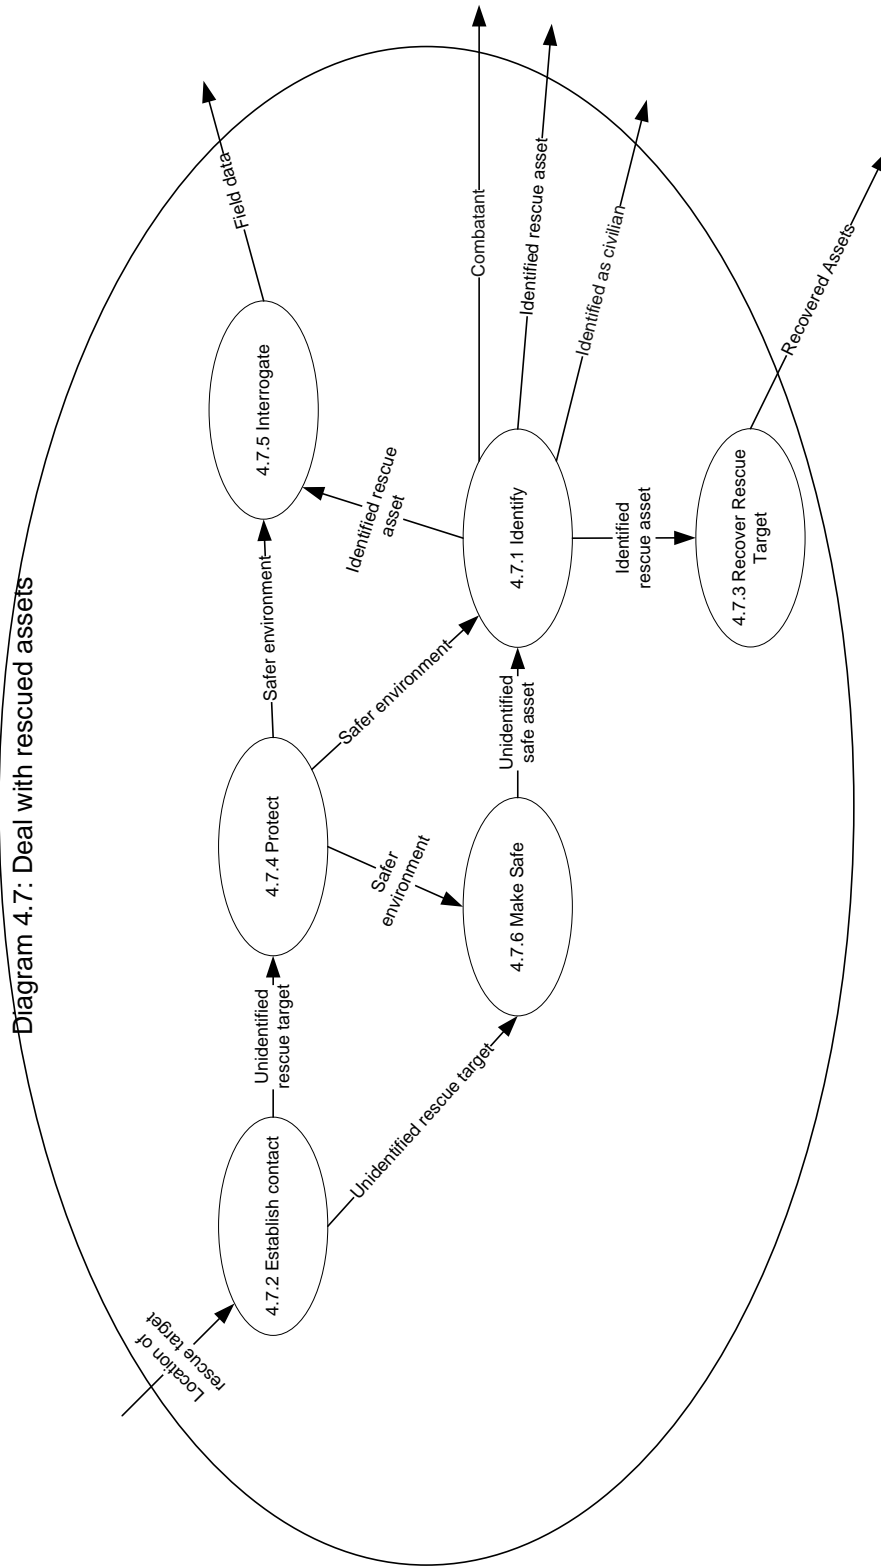 Diagram 4.7: Deal with rescued assets
Location of
rescue target
4.7.2 Establish contact
Unidentified
rescue target
Unidentified rescue target
4.7.4 Protect
Safer environment
Safer environment
Safer
environment
4.7.6 Make Safe
Unidentified
safe asset
4.7.5 Interrogate
Field data
Identified rescue
asset
4.7.1 Identify
Combatant
Identified rescue asset
Identified as civilian
Identified
rescue asset
4.7.3 Recover Rescue
Target
Recovered Assets